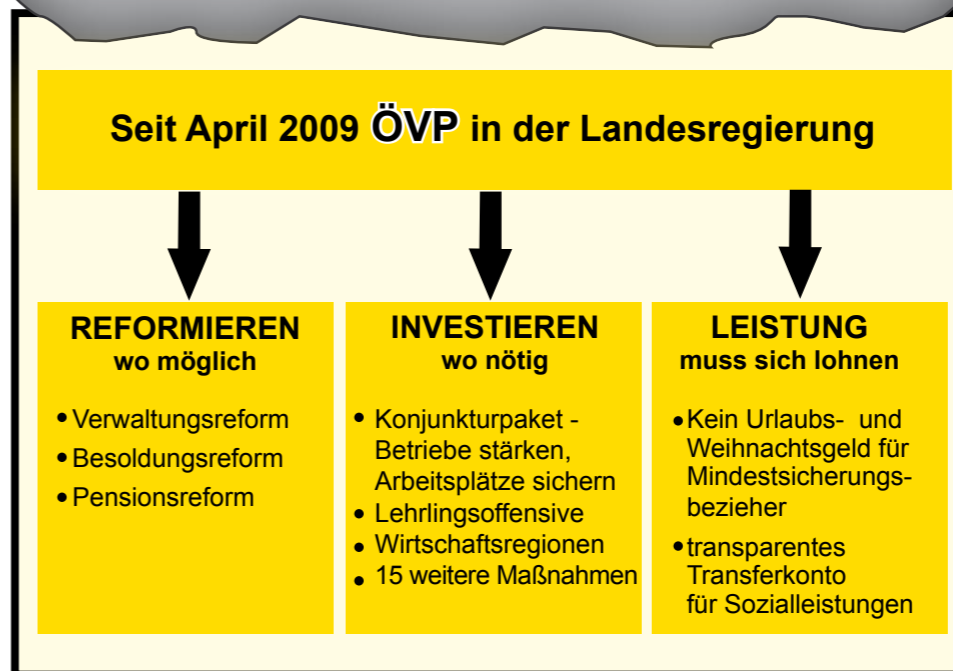 Seit April 2009 ÖVP in der Landesregierung
REFORMIEREN
wo möglich
• Verwaltungsreform
• Besoldungsreform
• Pensionsreform
INVESTIEREN
wo nötig
• Konjunkturpaket -
Betriebe stärken,
Arbeitsplätze sichern
• Lehrlingsoffensive
• Wirtschaftsregionen
• 15 weitere Maßnahmen
LEISTUNG
muss sich lohnen
• Kein Urlaubs- und
Weihnachtsgeld für
Mindestsicherungs-
bezieher
• transparentes
Transferkonto
für Sozialleistungen